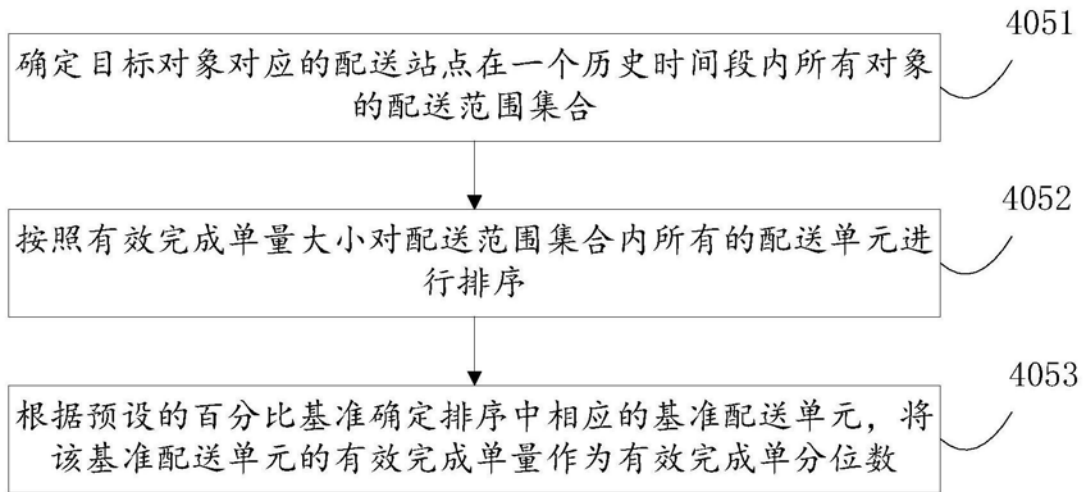 4051
确定目标对象对应的配送站点在一个历史时间段内所有对象
的配送范围集合
4052
按照有效完成单量大小对配送范围集合内所有的配送单元进
行排序
4053
根据预设的百分比基准确定排序中相应的基准配送单元，将
该基准配送单元的有效完成单量作为有效完成单分位数